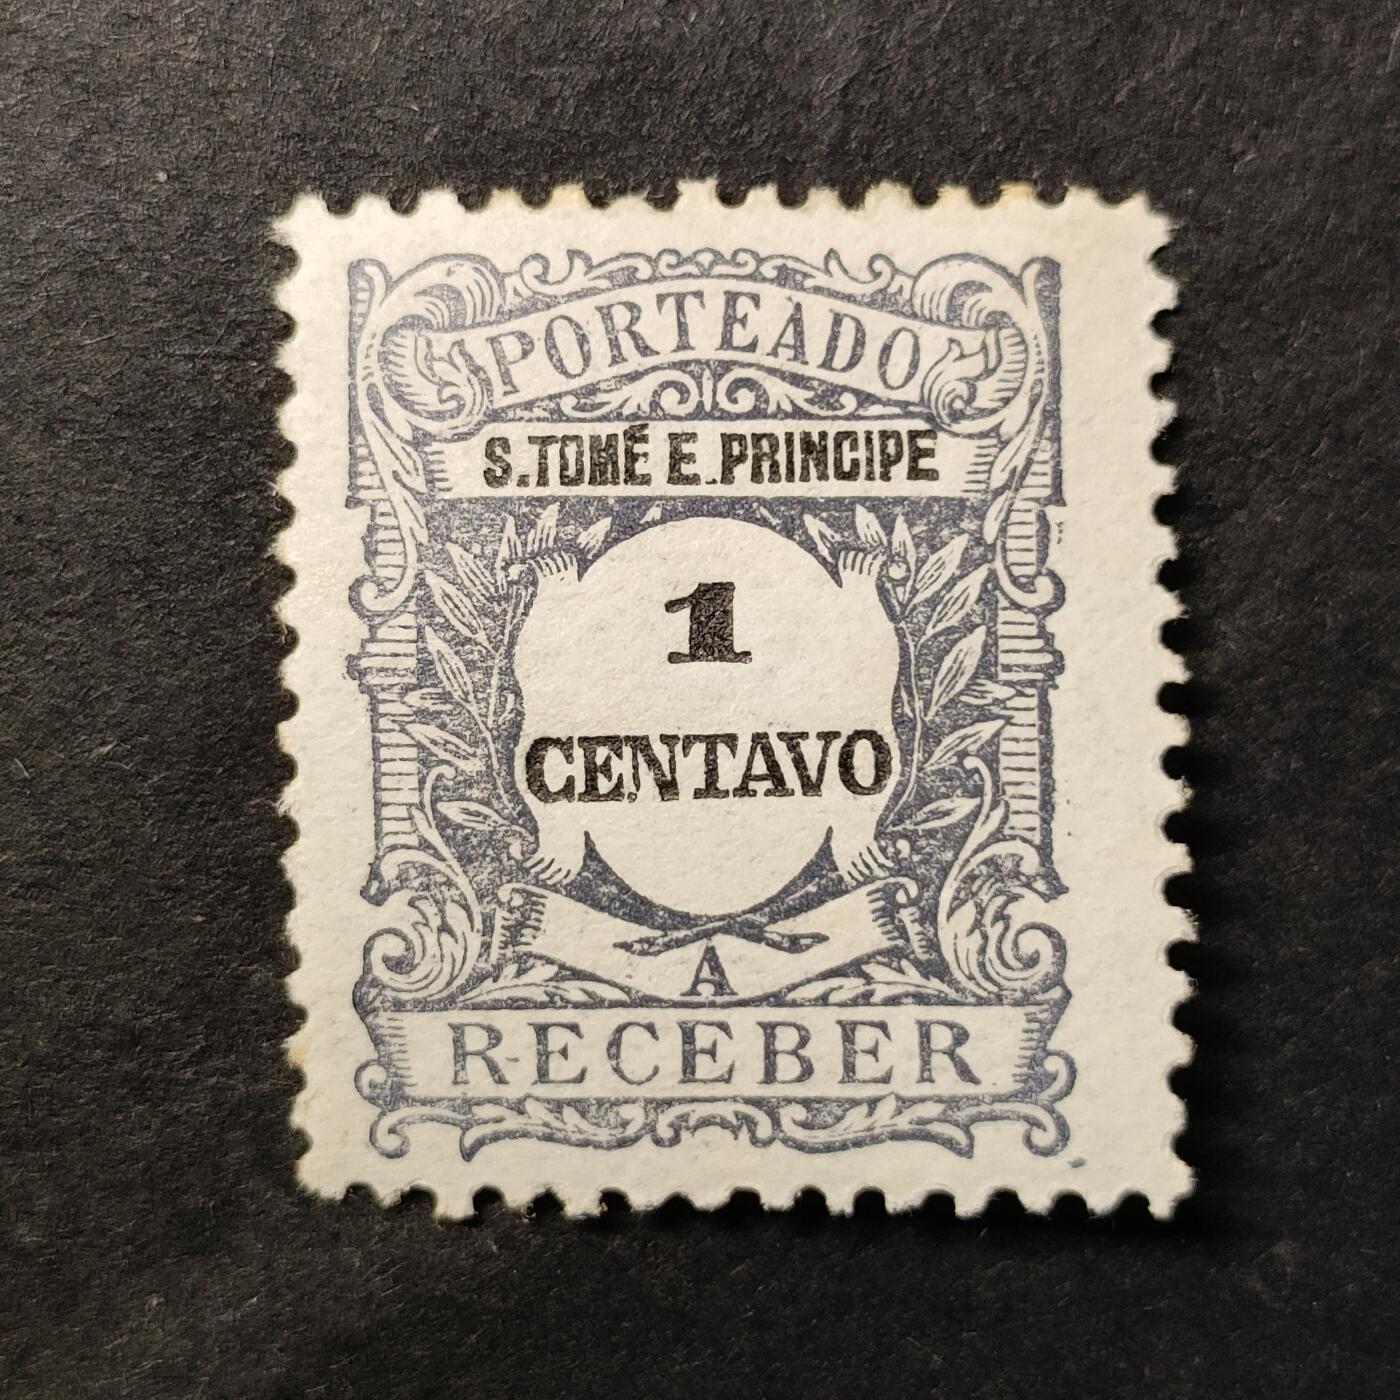 PORTEADO
S.TOMÉ E PRINCIPE
1
CENTAVO
A
RECEBER